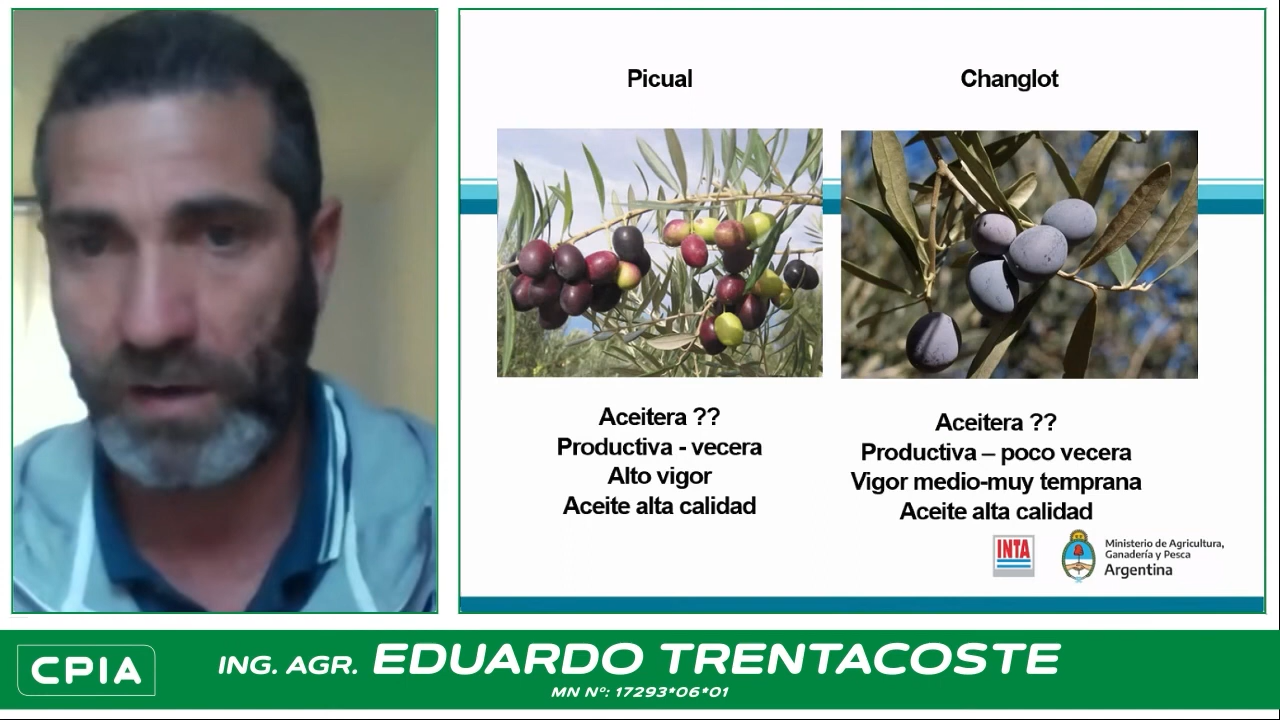 Picual
Changlot
Aceitera ??
Productiva - vecera
Alto vigor
Aceite alta calidad
Aceitera ??
Productiva – poco vecera
Vigor medio-muy temprana
Aceite alta calidad
INTA
Ministerio de Agricultura,
Ganadería y Pesca
Argentina
CPIA
ING. AGR. EDUARDO TRENTACOSTE
MN Nº: 17293*06*01